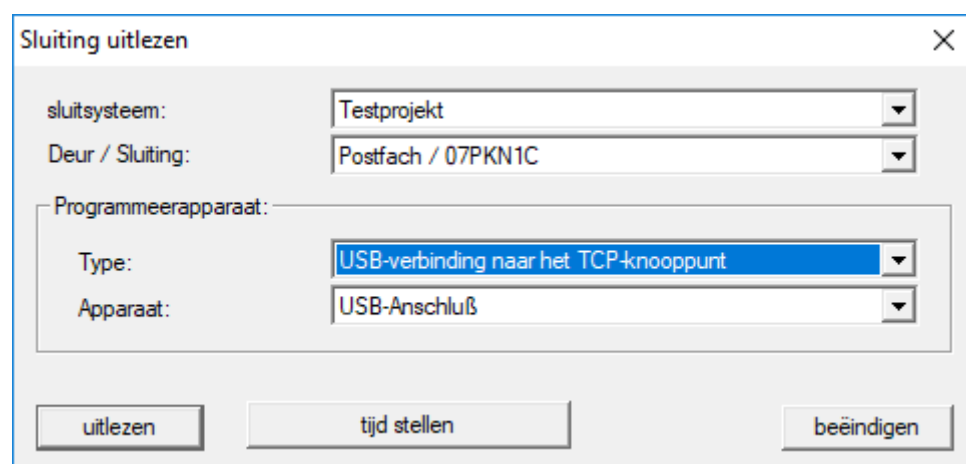 Sluiting uitlezen
sluitsysteem: Testprojekt
Deur / Sluiting: Postfach / 07PKN1C
Programmeerapparaat:
Type: USB-verbinding naar het TCP-knooppunt
Apparaat: USB-Anschluß
uitlezen tijd stellen beëindigen